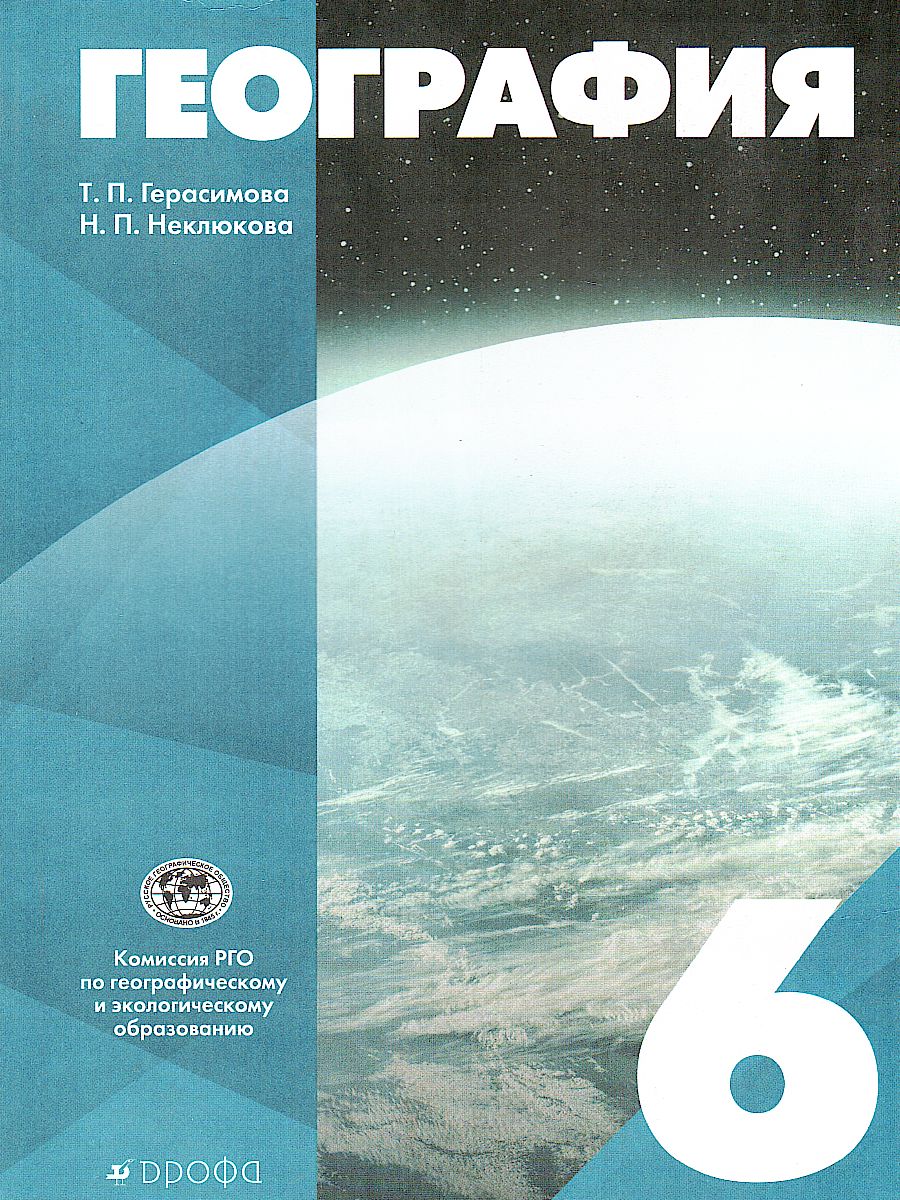 ГЕОГРАФИЯ
Т. П. Герасимова
Н. П. Неклюкова
РУССКОЕ ГЕОГРАФИЧЕСКОЕ ОБЩЕСТВО
ОСНОВАНО В 1845 г.
Комиссия РГО
по географическому
и экологическому
образованию
6
ДРОФА